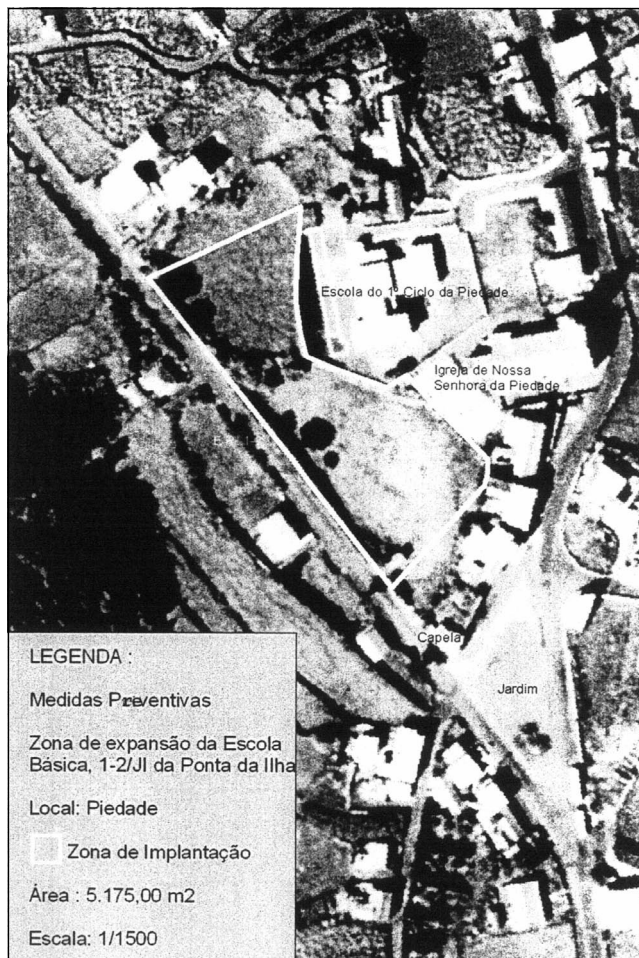 Escola do 1º Ciclo da Piedade
Igreja de Nossa
Senhora da Piedade
Capela
Jardim
LEGENDA :
Medidas Preventivas
Zona de expansão da Escola
Básica, 1-2/JI da Ponta da Ilha
Local: Piedade
Zona de Implantação
Área : 5.175,00 m2
Escala: 1/1500